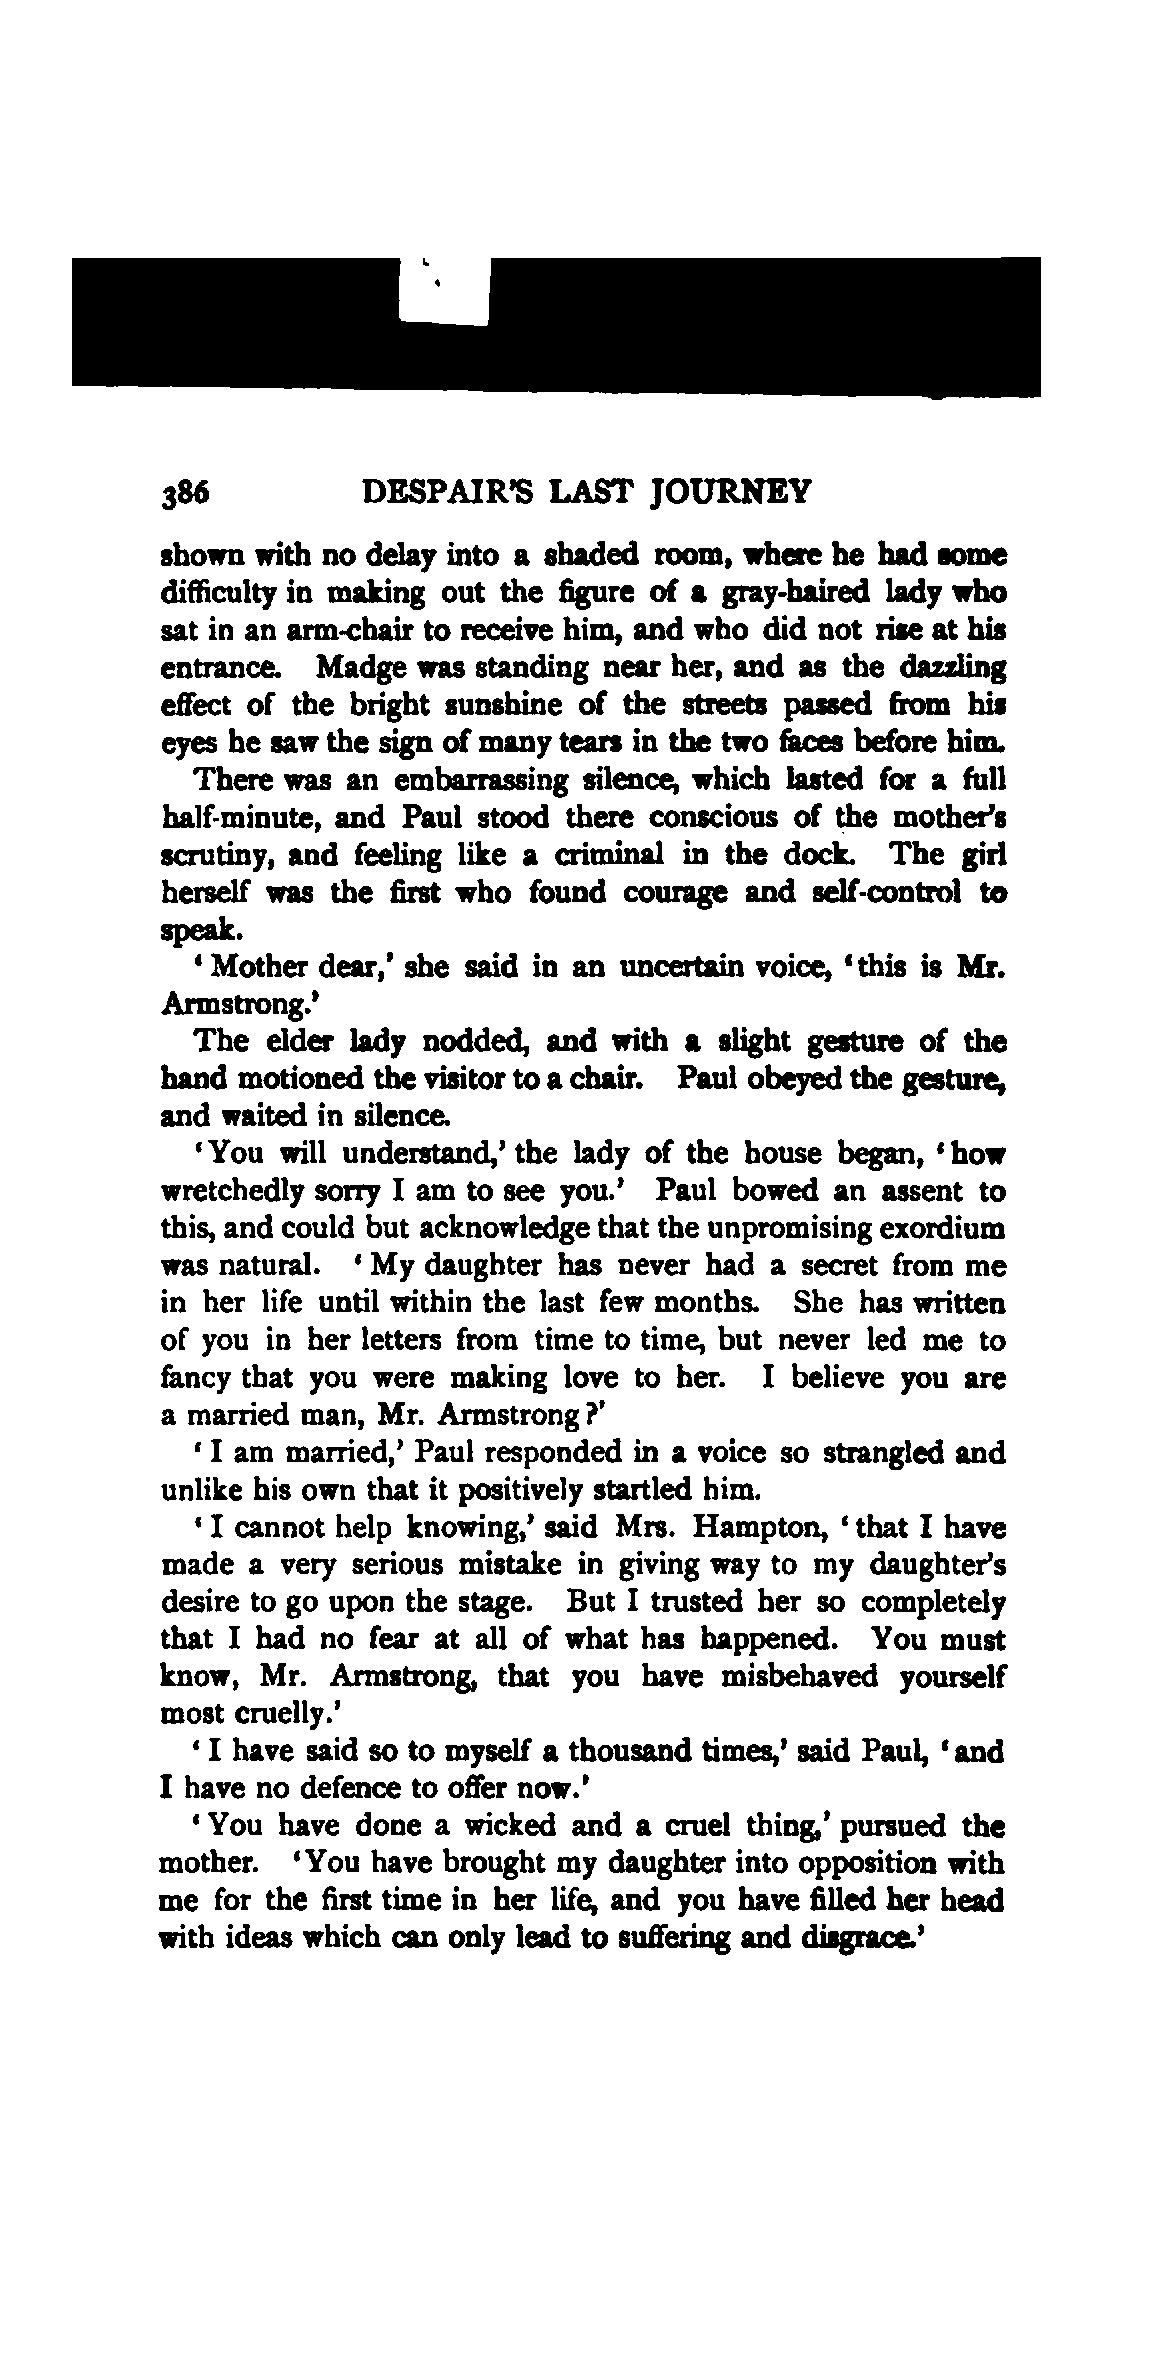 386 DESPAIR'S LAST JOURNEY
shown with no delay into a shaded room, where he had some
difficulty in making out the figure of a gray-haired lady who
sat in an arm-chair to receive him, and who did not rise at his
entrance. Madge was standing near her, and as the dazzling
effect of the bright sunshine of the streets passed from his
eyes he saw the sign of many tears in the two faces before him.
There was an embarrassing silence, which lasted for a full
half-minute, and Paul stood there conscious of the mother's
scrutiny, and feeling like a criminal in the dock. The girl
herself was the first who found courage and self-control to
speak.
‘Mother dear,’ she said in an uncertain voice, ‘this is Mr.
Armstrong.’
The elder lady nodded, and with a slight gesture of the
hand motioned the visitor to a chair. Paul obeyed the gesture,
and waited in silence.
‘You will understand,’ the lady of the house began, ‘how
wretchedly sorry I am to see you.’ Paul bowed an assent to
this, and could but acknowledge that the unpromising exordium
was natural. ‘My daughter has never had a secret from me
in her life until within the last few months. She has written
of you in her letters from time to time, but never led me to
fancy that you were making love to her. I believe you are
a married man, Mr. Armstrong?’
‘I am married,’ Paul responded in a voice so strangled and
unlike his own that it positively startled him.
‘I cannot help knowing,’ said Mrs. Hampton, ‘that I have
made a very serious mistake in giving way to my daughter's
desire to go upon the stage. But I trusted her so completely
that I had no fear at all of what has happened. You must
know, Mr. Armstrong, that you have misbehaved yourself
most cruelly.’
‘I have said so to myself a thousand times,’ said Paul, ‘and
I have no defence to offer now.’
‘You have done a wicked and a cruel thing,’ pursued the
mother. ‘You have brought my daughter into opposition with
me for the first time in her life, and you have filled her head
with ideas which can only lead to suffering and disgrace.’